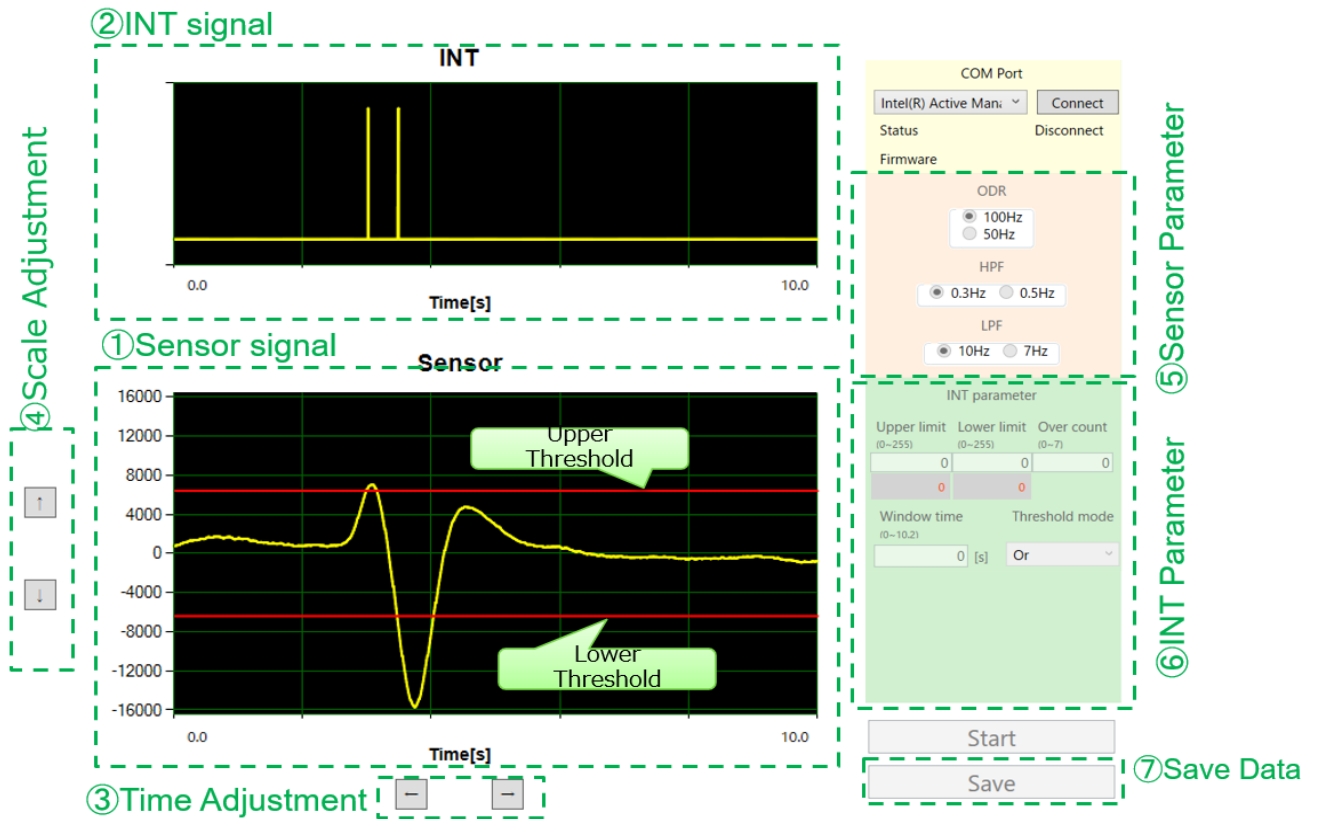 ②INT signal
INT
0.0
10.0
Time[s]
①Sensor signal
Sensor
16000
12000
8000
4000
0
-4000
-8000
-12000
-16000
Upper
Threshold
Lower
Threshold
0.0
10.0
Time[s]
③Time Adjustment
←
→
④Scale Adjustment
↑
↓
COM Port
Intel(R) Active Mana
Connect
Status
Disconnect
Firmware
ODR
100Hz
50Hz
HPF
0.3Hz
0.5Hz
LPF
10Hz
7Hz
⑤Sensor Parameter
INT parameter
Upper limit Lower limit Over count
(0~255) (0~255) (0~7)
0 0 0
0 0
Window time Threshold mode
(0~10.2)
0 [s] Or
⑥INT Parameter
Start
Save
⑦Save Data